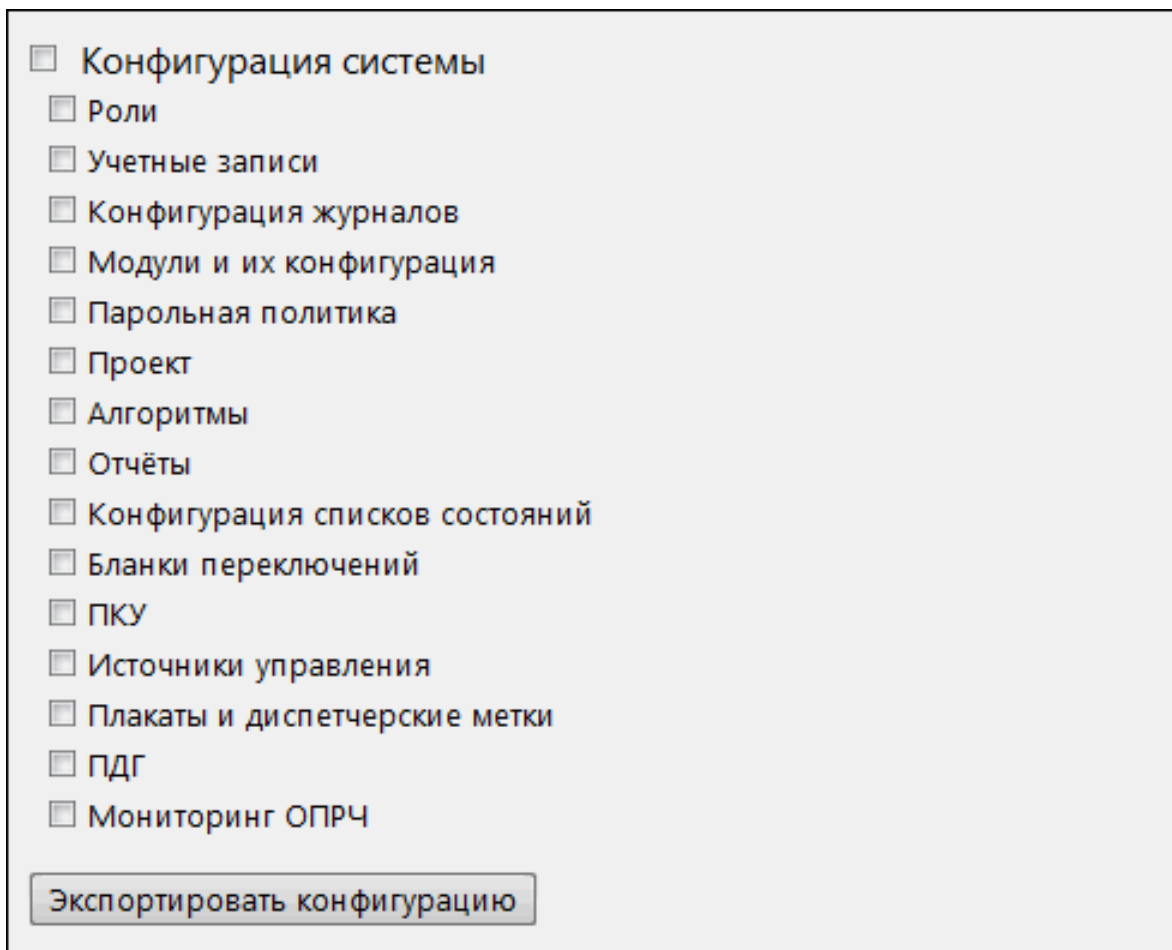 Конфигурация системы
Роли
Учетные записи
Конфигурация журналов
Модули и их конфигурация
Парольная политика
Проект
Алгоритмы
Отчёты
Конфигурация списков состояний
Бланки переключений
ПКУ
Источники управления
Плакаты и диспетчерские метки
ПДГ
Мониторинг ОПРЧ
Экспортировать конфигурацию